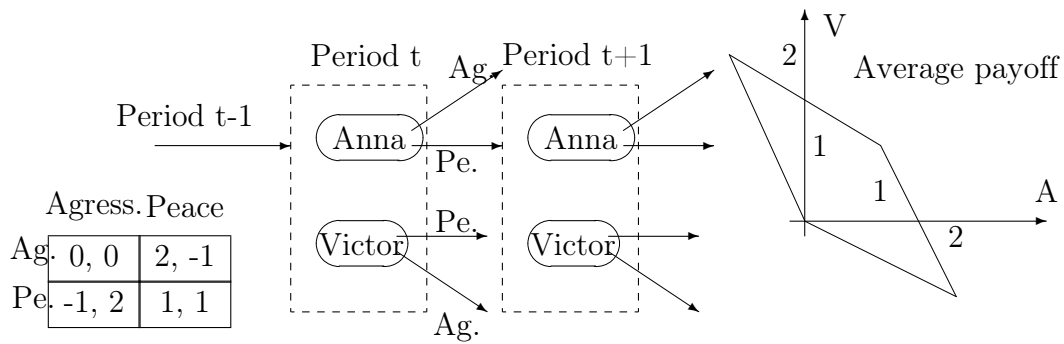 Period t-1
Agress. Peace
Ag. 0, 0 2, -1
Pe. -1, 2 1, 1
Period t
Anna
Victor
Ag.
Pe.
Pe.
Ag.
Period t+1
Anna
Victor
V
2
Average payoff
1
1
A
2